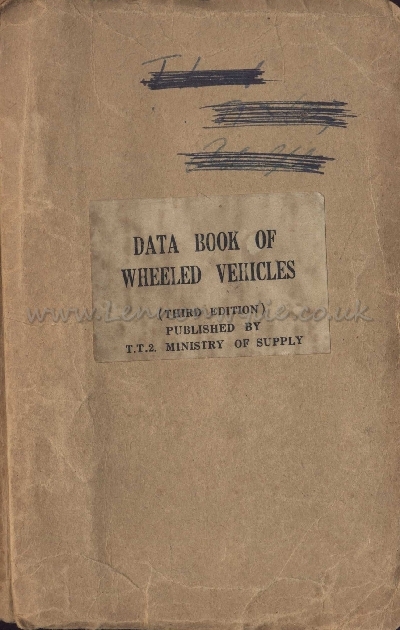 DATA BOOK OF
WHEELED VEHICLES
(THIRD EDITION)
PUBLISHED BY
T.T.2. MINISTRY OF SUPPLY